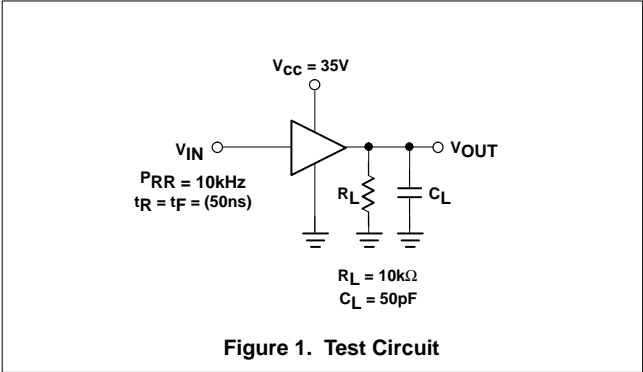 VCC = 35V
VIN
VOUT
PRR = 10kHz
tR = tF = (50ns)
RL
CL
RL = 10kΩ
CL = 50pF
Figure 1. Test Circuit